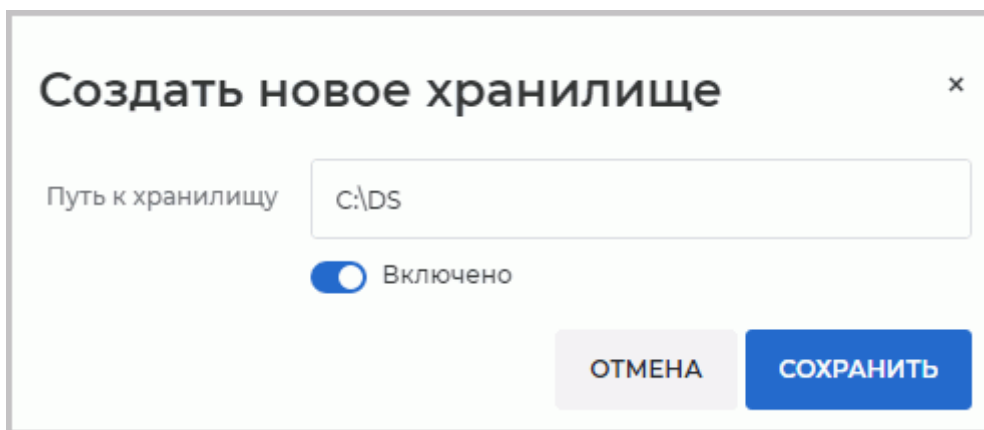 Создать новое хранилище
×
Путь к хранилищу
C:\DS
Включено
ОТМЕНА
СОХРАНИТЬ